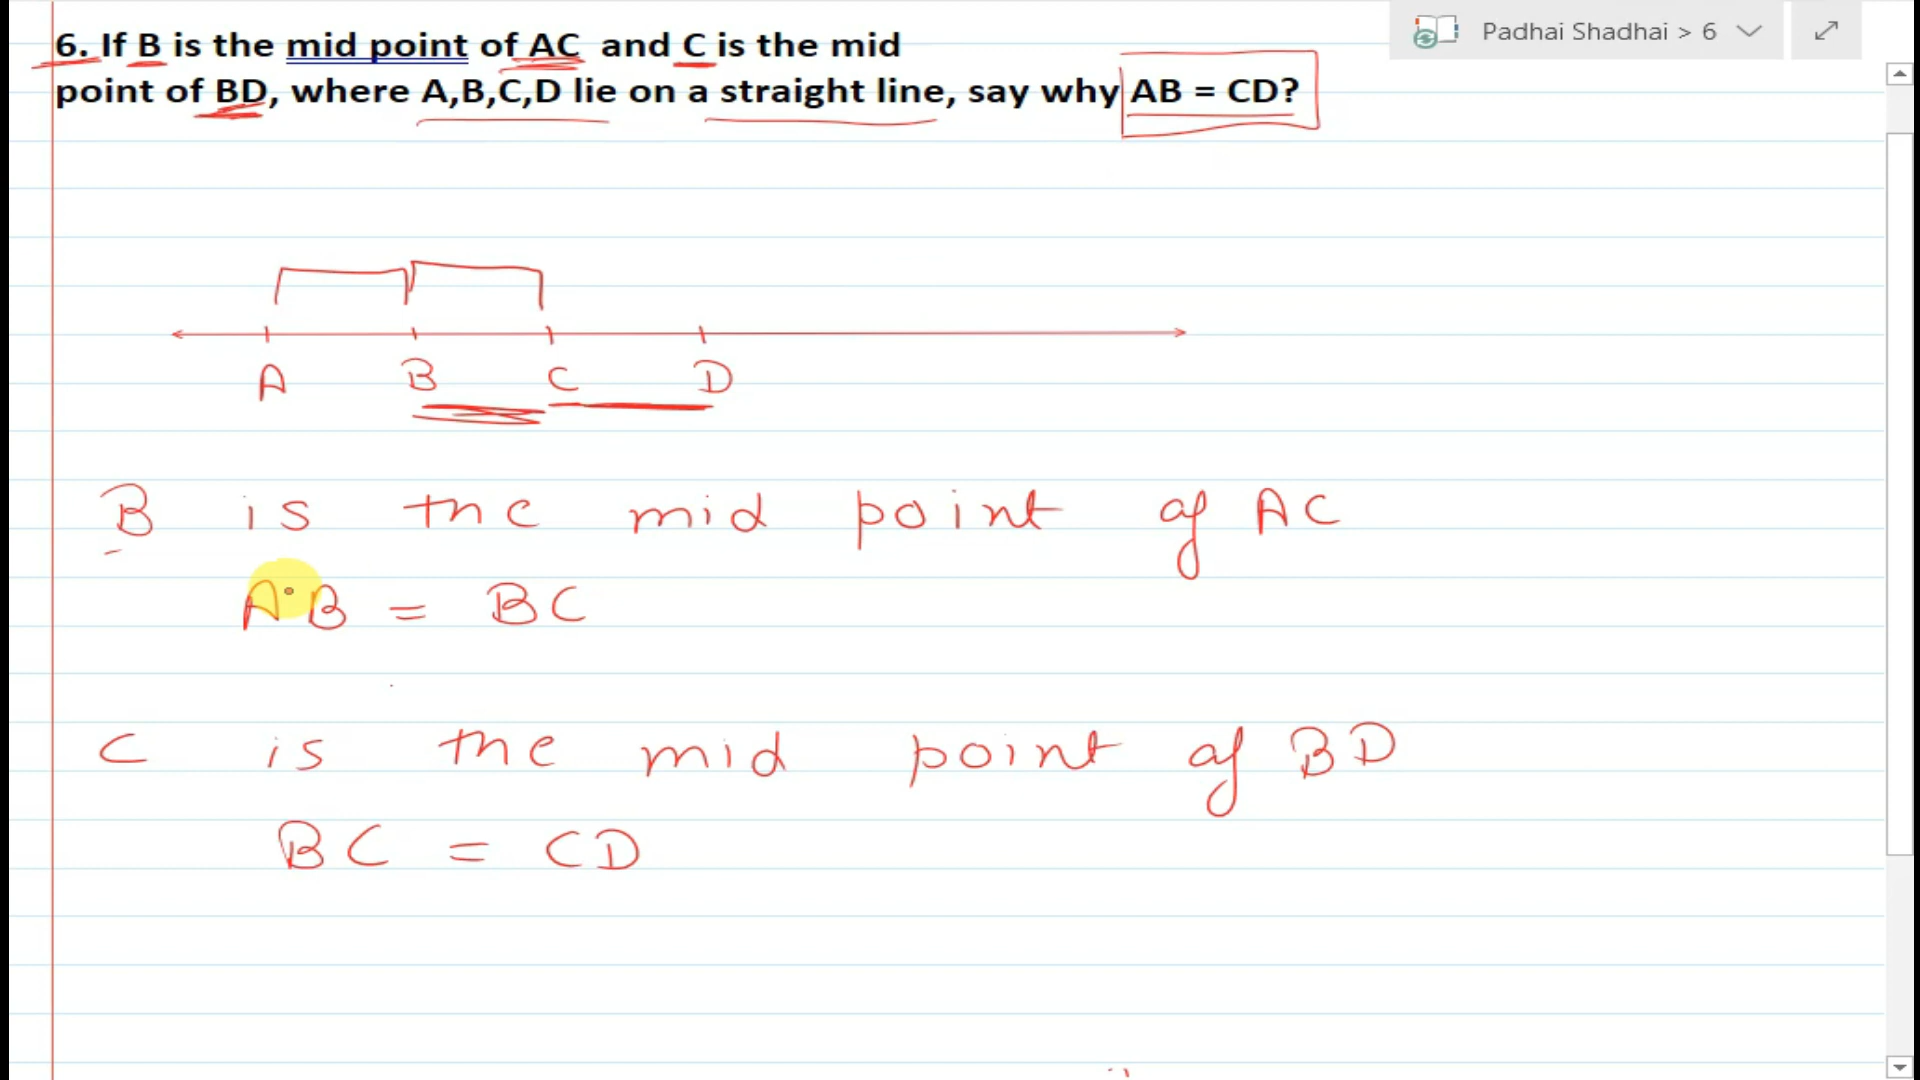 Padhai Shadhai > 6
6. If B is the mid point of AC and C is the mid
point of BD, where A,B,C,D lie on a straight line, say why AB = CD?
A B C D
B is the mid point of AC
AB = BC
C is the mid point of BD
BC = CD